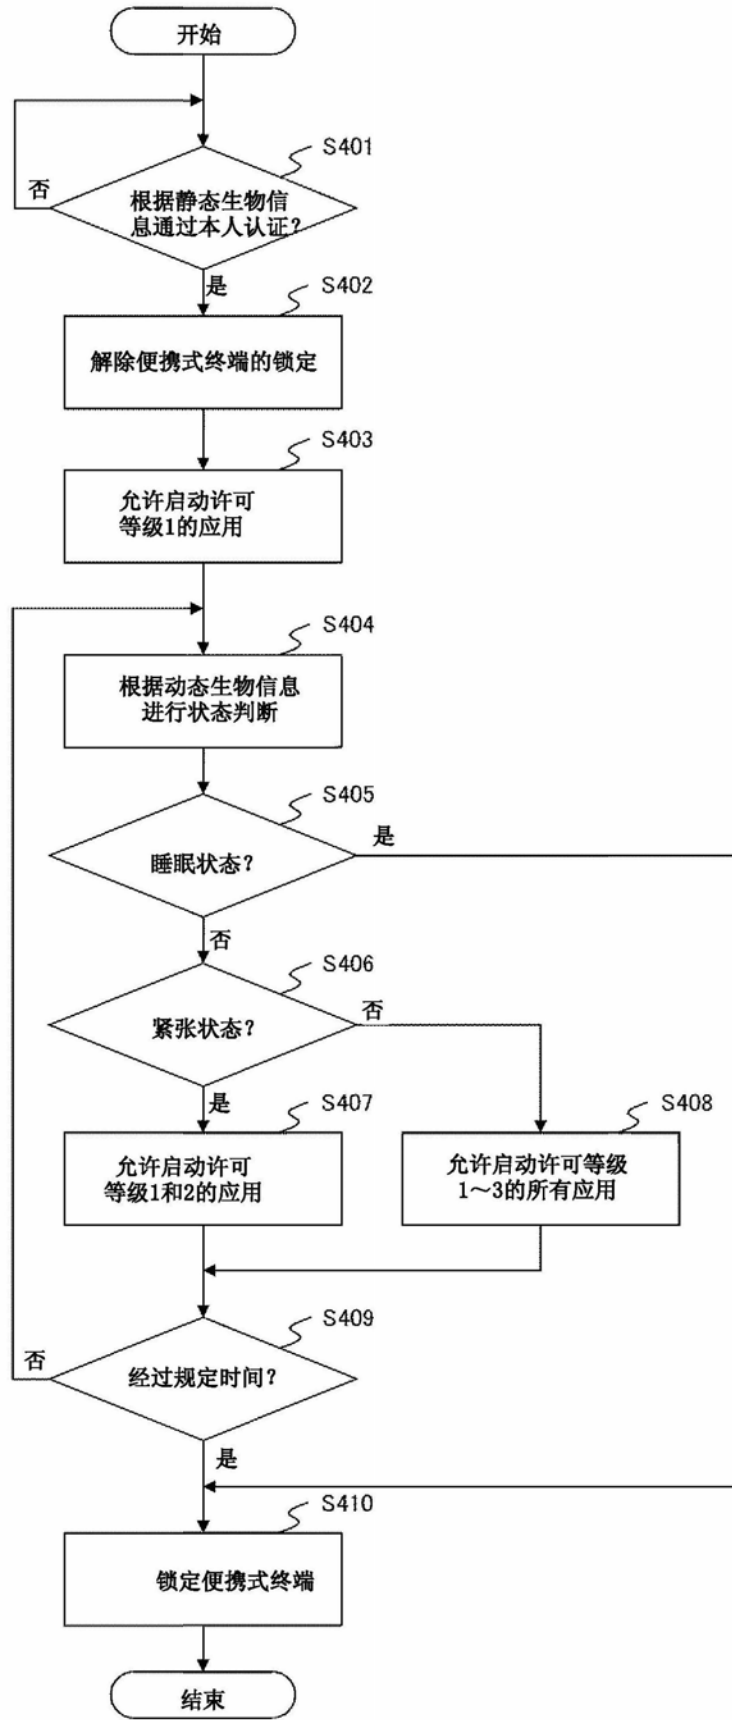 开始
S401
否
根据静态生物信
息通过本人认证？
是
S402
解除便携式终端的锁定
S403
允许启动许可
等级1的应用
S404
根据动态生物信息
进行状态判断
S405
是
睡眠状态？
否
S406
否
紧张状态？
是
S407
S408
允许启动许可
等级1和2的应用
允许启动许可等级
1～3的所有应用
S409
否
经过规定时间？
是
S410
锁定便携式终端
结束